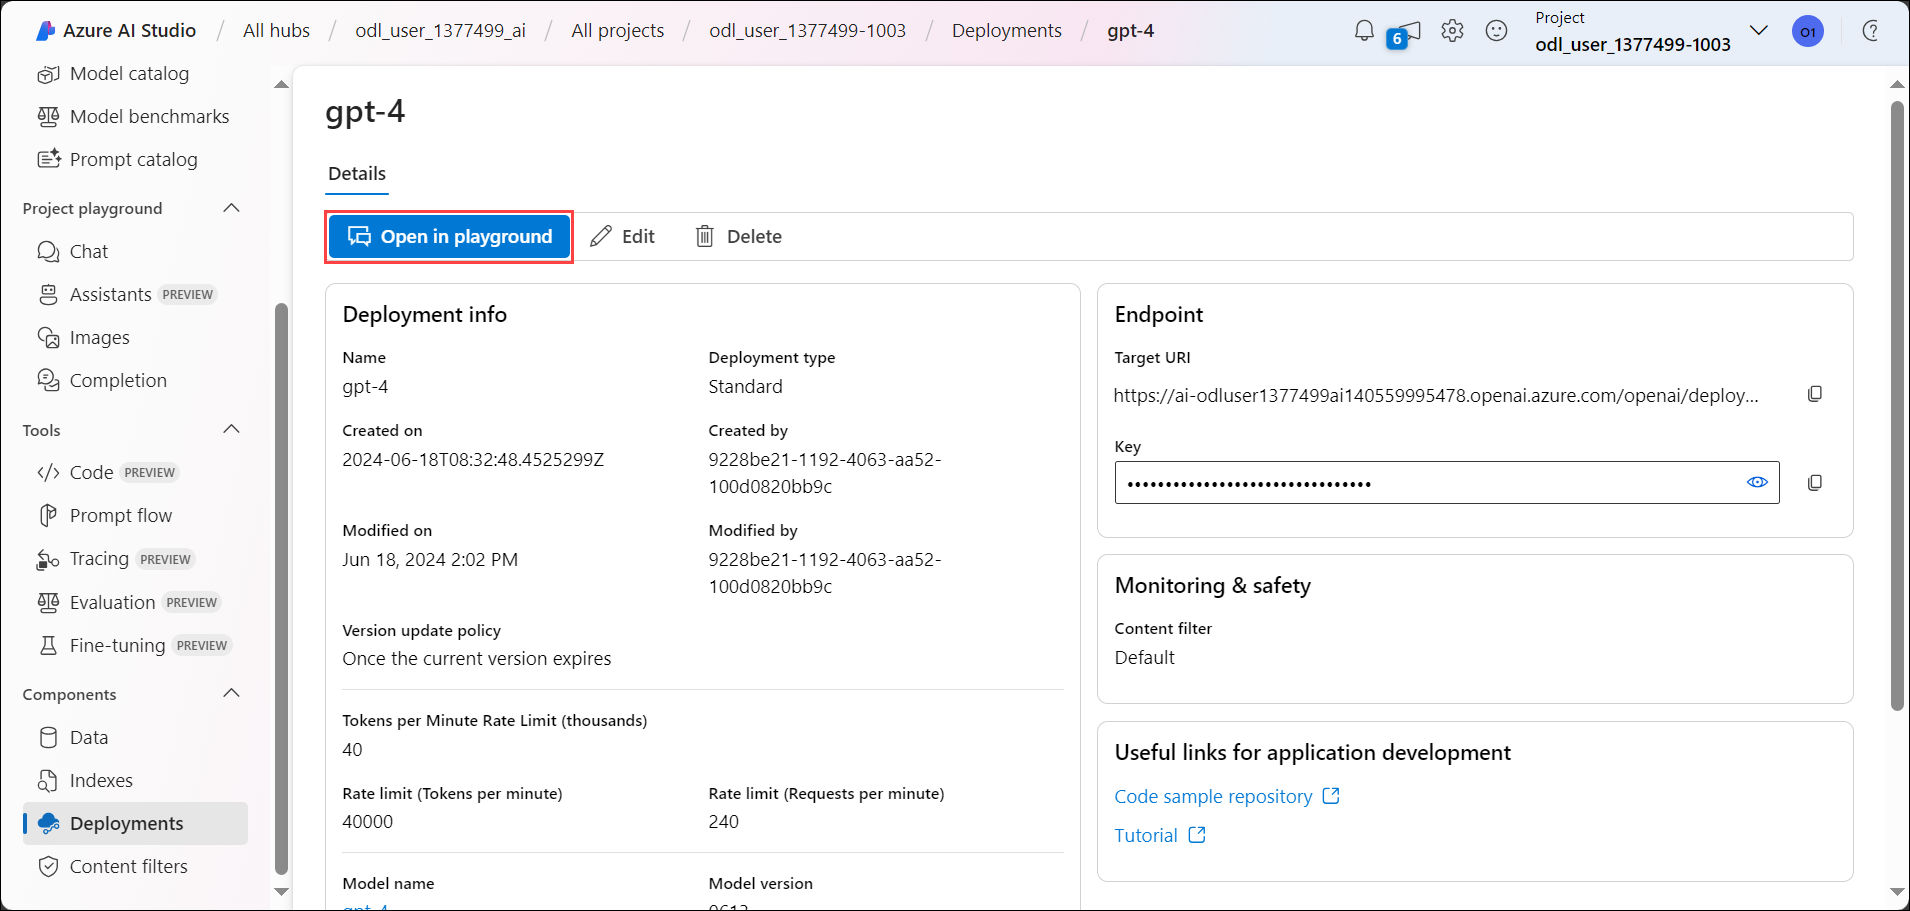 Azure AI Studio / All hubs / odl_user_1377499_ai / All projects / odl_user_1377499-1003 / Deployments / gpt-4
6
Project
odl_user_1377499-1003
O1
Model catalog
Model benchmarks
Prompt catalog
Project playground
Chat
Assistants PREVIEW
Images
Completion
Tools
Code PREVIEW
Prompt flow
Tracing PREVIEW
Evaluation PREVIEW
Fine-tuning PREVIEW
Components
Data
Indexes
Deployments
Content filters
gpt-4
Details
Open in playground Edit Delete
Deployment info
Name
gpt-4
Deployment type
Standard
Created on
2024-06-18T08:32:48.4525299Z
Created by
9228be21-1192-4063-aa52-
100d0820bb9c
Modified on
Jun 18, 2024 2:02 PM
Modified by
9228be21-1192-4063-aa52-
100d0820bb9c
Version update policy
Once the current version expires
Tokens per Minute Rate Limit (thousands)
40
Rate limit (Tokens per minute)
40000
Rate limit (Requests per minute)
240
Model name
gpt-4
Model version
0613
Endpoint
Target URI
https://ai-odluser1377499ai140559995478.openai.azure.com/openai/deploy...
Key
••••••••••••••••••••••••••••••••
Monitoring & safety
Content filter
Default
Useful links for application development
Code sample repository
Tutorial